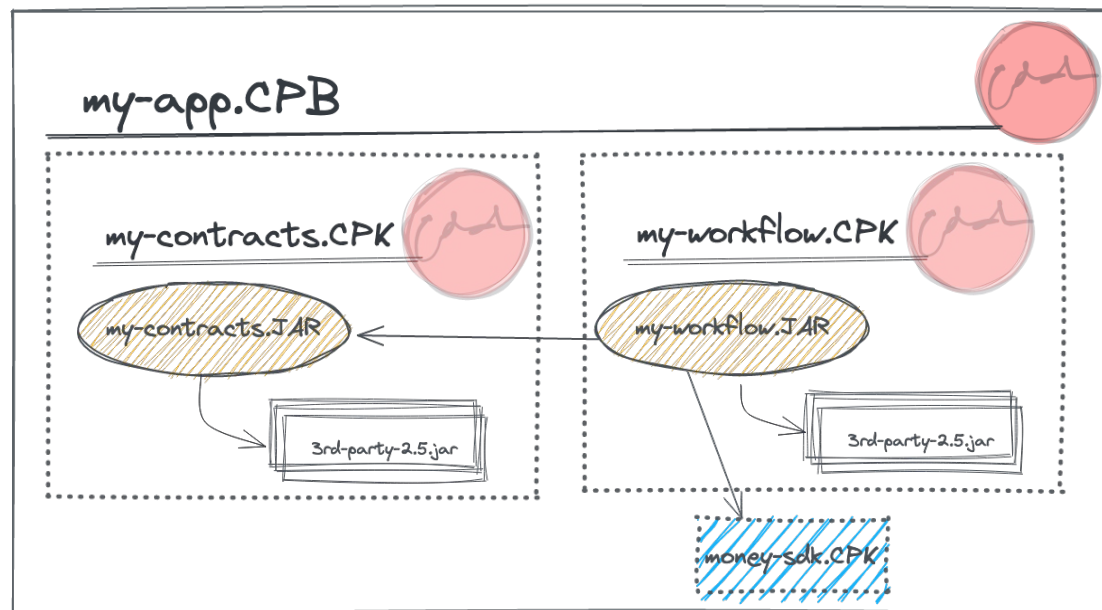 my-app.CPB
my-contracts.CPK
my-workflow.CPK
my-contracts.JAR
my-workflow.JAR
3rd-party-2.5.jar
3rd-party-2.5.jar
money-sdk.CPK